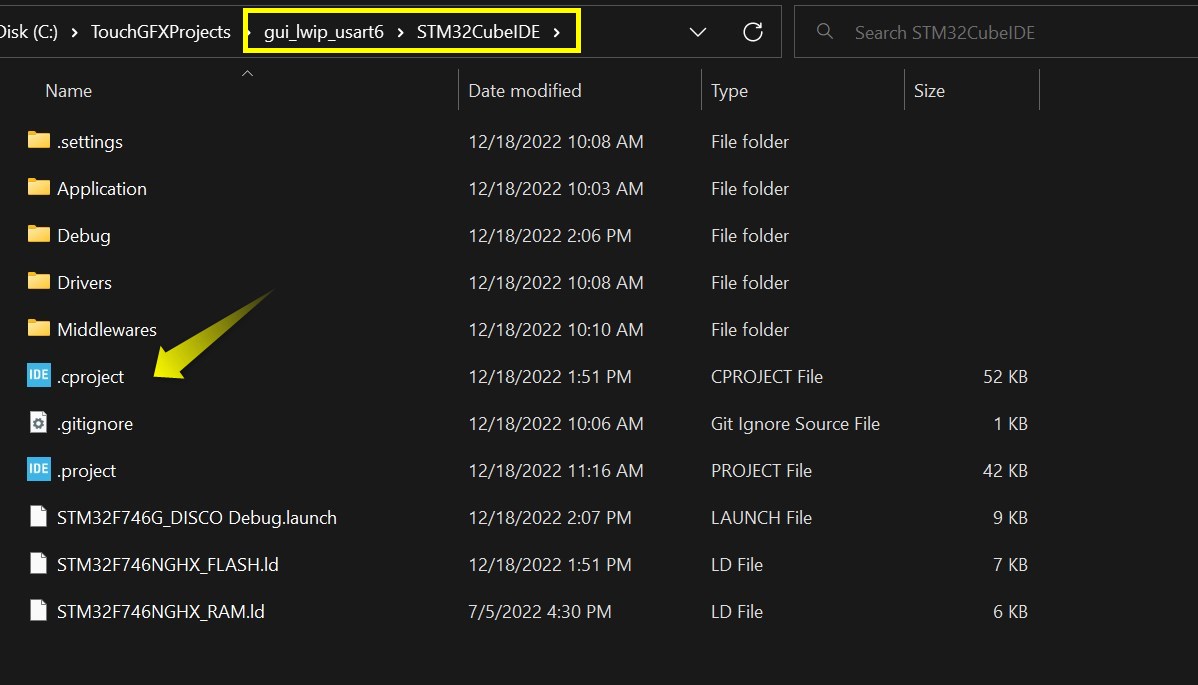 Disk (C:) > TouchGFXProjects > gui_lwip_usart6 > STM32CubeIDE > Search STM32CubeIDE
Name Date modified Type Size
.settings 12/18/2022 10:08 AM File folder
Application 12/18/2022 10:03 AM File folder
Debug 12/18/2022 2:06 PM File folder
Drivers 12/18/2022 10:08 AM File folder
Middlewares 12/18/2022 10:10 AM File folder
IDE .cproject 12/18/2022 1:51 PM CPROJECT File 52 KB
.gitignore 12/18/2022 10:06 AM Git Ignore Source File 1 KB
IDE .project 12/18/2022 11:16 AM PROJECT File 42 KB
STM32F746G_DISCO Debug.launch 12/18/2022 2:07 PM LAUNCH File 9 KB
STM32F746NGHX_FLASH.ld 12/18/2022 1:51 PM LD File 7 KB
STM32F746NGHX_RAM.ld 7/5/2022 4:30 PM LD File 6 KB